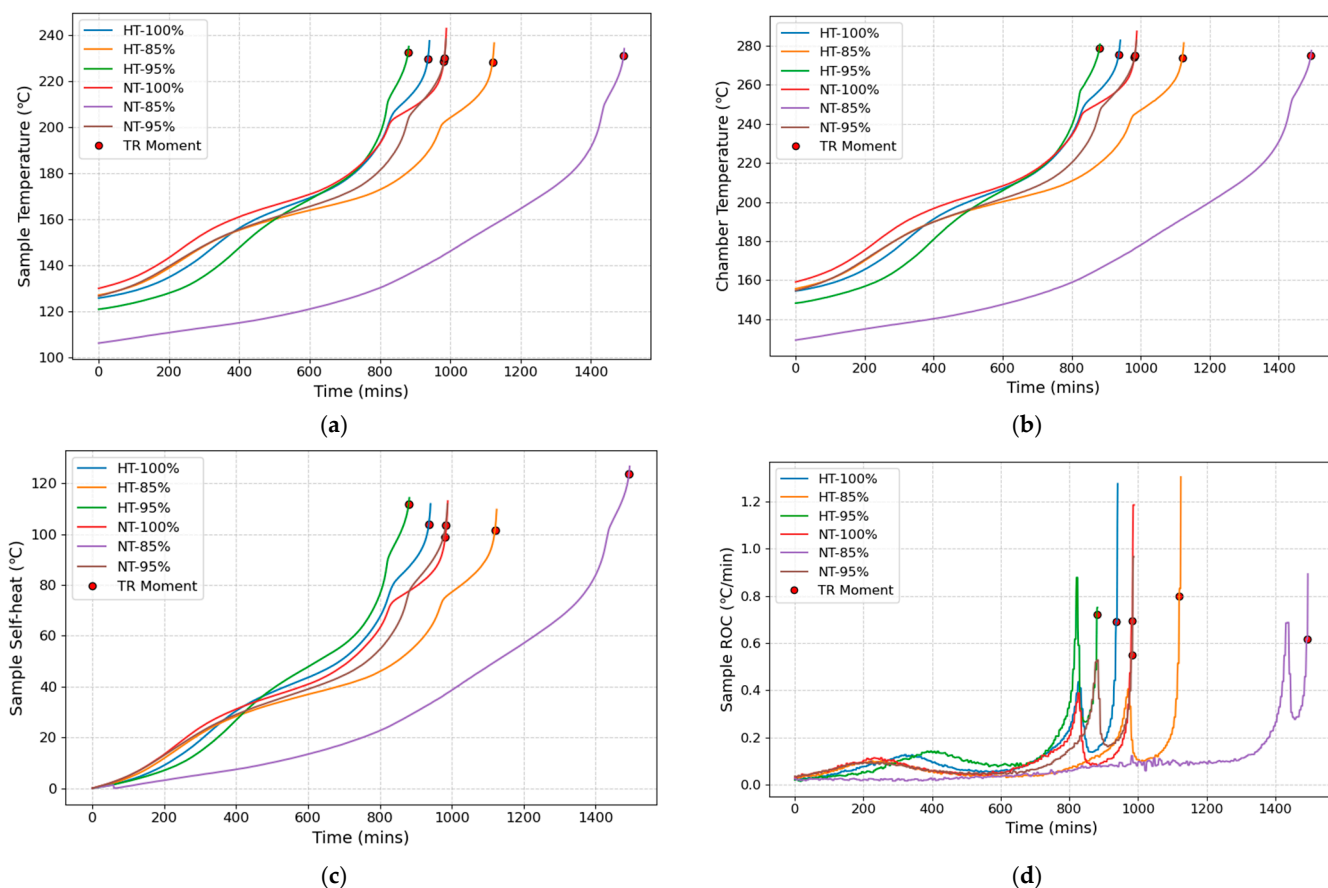 HT-100%
HT-85%
HT-95%
NT-100%
NT-85%
NT-95%
TR Moment
Sample Temperature (℃)
240
220
200
180
160
140
120
100
0
200
400
600
800
1000
1200
1400
Time (mins)
(a)
HT-100%
HT-85%
HT-95%
NT-100%
NT-85%
NT-95%
TR Moment
Chamber Temperature (℃)
280
260
240
220
200
180
160
140
0
200
400
600
800
1000
1200
1400
Time (mins)
(b)
HT-100%
HT-85%
HT-95%
NT-100%
NT-85%
NT-95%
TR Moment
Sample Self-heat (℃)
120
100
80
60
40
20
0
0
200
400
600
800
1000
1200
1400
Time (mins)
(c)
HT-100%
HT-85%
HT-95%
NT-100%
NT-85%
NT-95%
TR Moment
Sample ROC (℃/min)
1.2
1.0
0.8
0.6
0.4
0.2
0.0
0
200
400
600
800
1000
1200
1400
Time (mins)
(d)